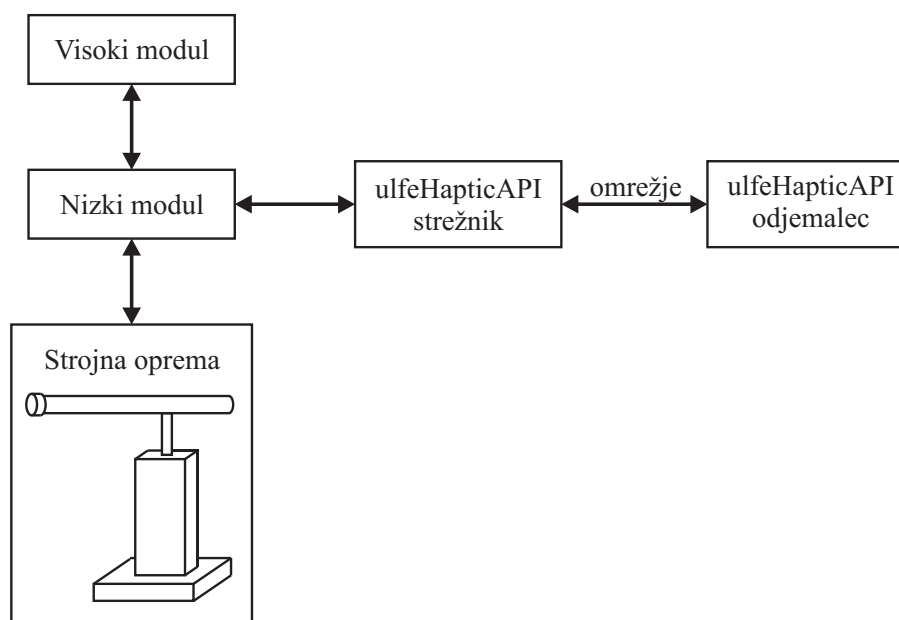 Visoki modul
Nizki modul
ulfeHapticAPI
strežnik
omrežje
ulfeHapticAPI
odjemalec
Strojna oprema